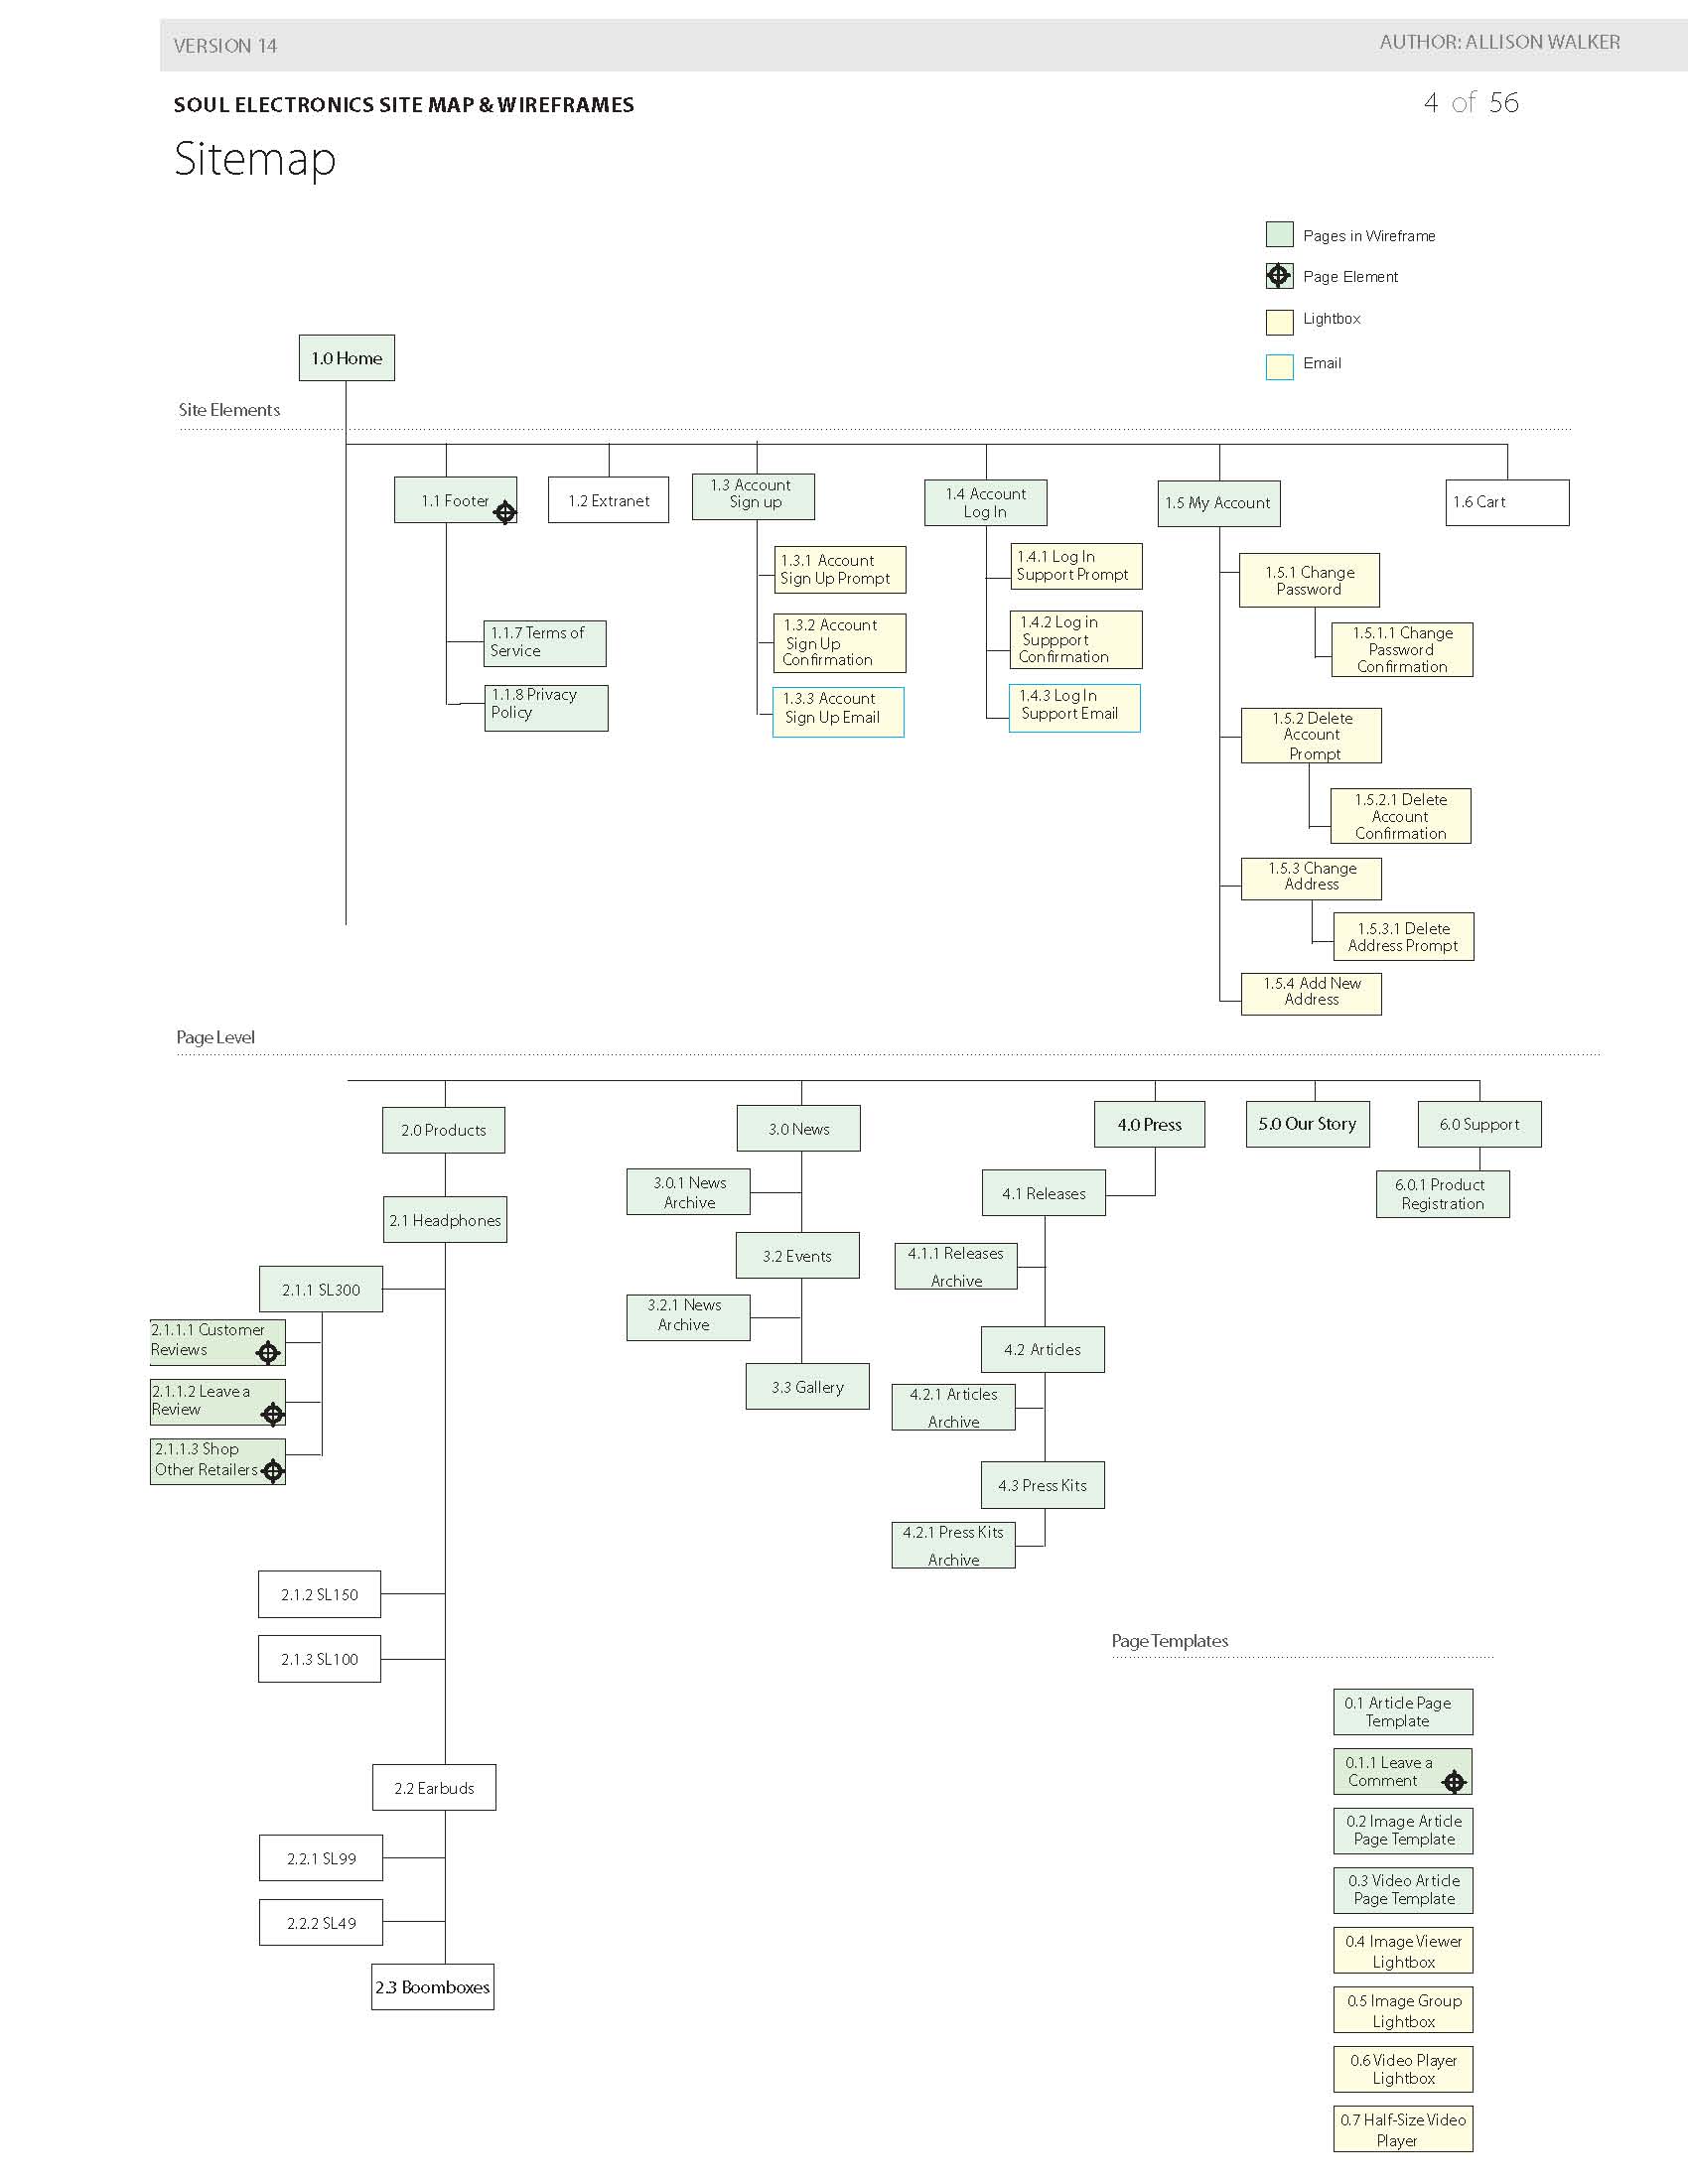 VERSION 14
AUTHOR: ALLISON WALKER
SOUL ELECTRONICS SITE MAP & WIREFRAMES
4 of 56
Sitemap
Pages in Wireframe
Page Element
Lightbox
Email
1.0 Home
Site Elements
1.1 Footer
1.2 Extranet
1.3 Account
Sign up
1.4 Account
Log In
1.5 My Account
1.6 Cart
1.1.7 Terms of
Service
1.1.8 Privacy
Policy
1.3.1 Account
Sign Up Prompt
1.3.2 Account
Sign Up
Confirmation
1.3.3 Account
Sign Up Email
1.4.1 Log In
Support Prompt
1.4.2 Log in
Suppport
Confirmation
1.4.3 Log In
Support Email
1.5.1 Change
Password
1.5.1.1 Change
Password
Confirmation
1.5.2 Delete
Account
Prompt
1.5.2.1 Delete
Account
Confirmation
1.5.3 Change
Address
1.5.3.1 Delete
Address Prompt
1.5.4 Add New
Address
Page Level
2.0 Products
2.1 Headphones
2.1.1 SL300
2.1.1.1 Customer
Reviews
2.1.1.2 Leave a
Review
2.1.1.3 Shop
Other Retailers
2.1.2 SL150
2.1.3 SL100
2.2 Earbuds
2.2.1 SL99
2.2.2 SL49
2.3 Boomboxes
3.0 News
3.0.1 News
Archive
3.2 Events
3.2.1 News
Archive
3.3 Gallery
4.0 Press
4.1 Releases
4.1.1 Releases
Archive
4.2 Articles
4.2.1 Articles
Archive
4.3 Press Kits
4.2.1 Press Kits
Archive
5.0 Our Story
6.0 Support
6.0.1 Product
Registration
Page Templates
0.1 Article Page
Template
0.1.1 Leave a
Comment
0.2 Image Article
Page Template
0.3 Video Article
Page Template
0.4 Image Viewer
Lightbox
0.5 Image Group
Lightbox
0.6 Video Player
Lightbox
0.7 Half-Size Video
Player